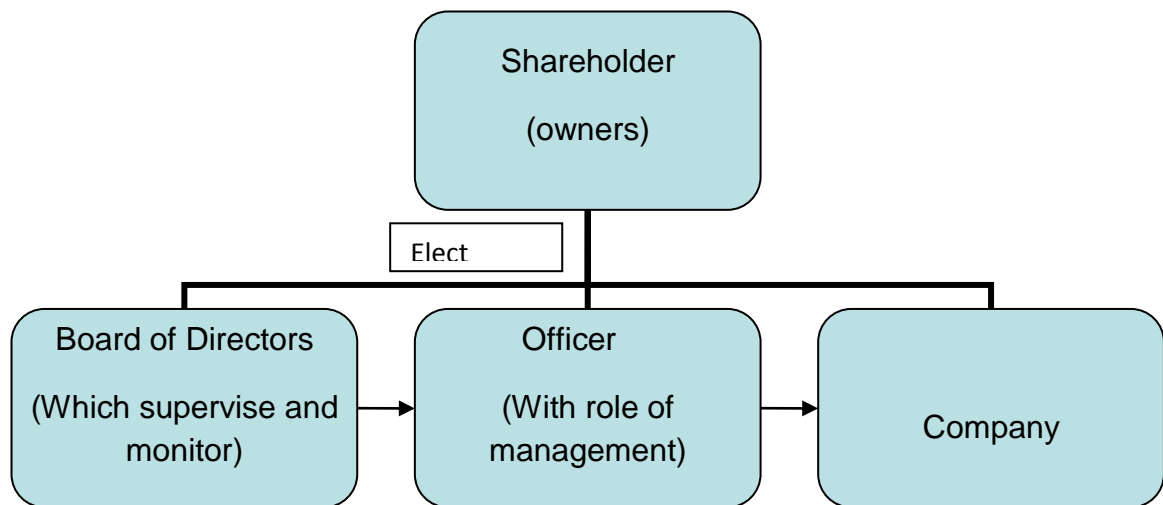 Shareholder
(owners)
Elect
Board of Directors
(Which supervise and
monitor)
Officer
(With role of
management)
Company